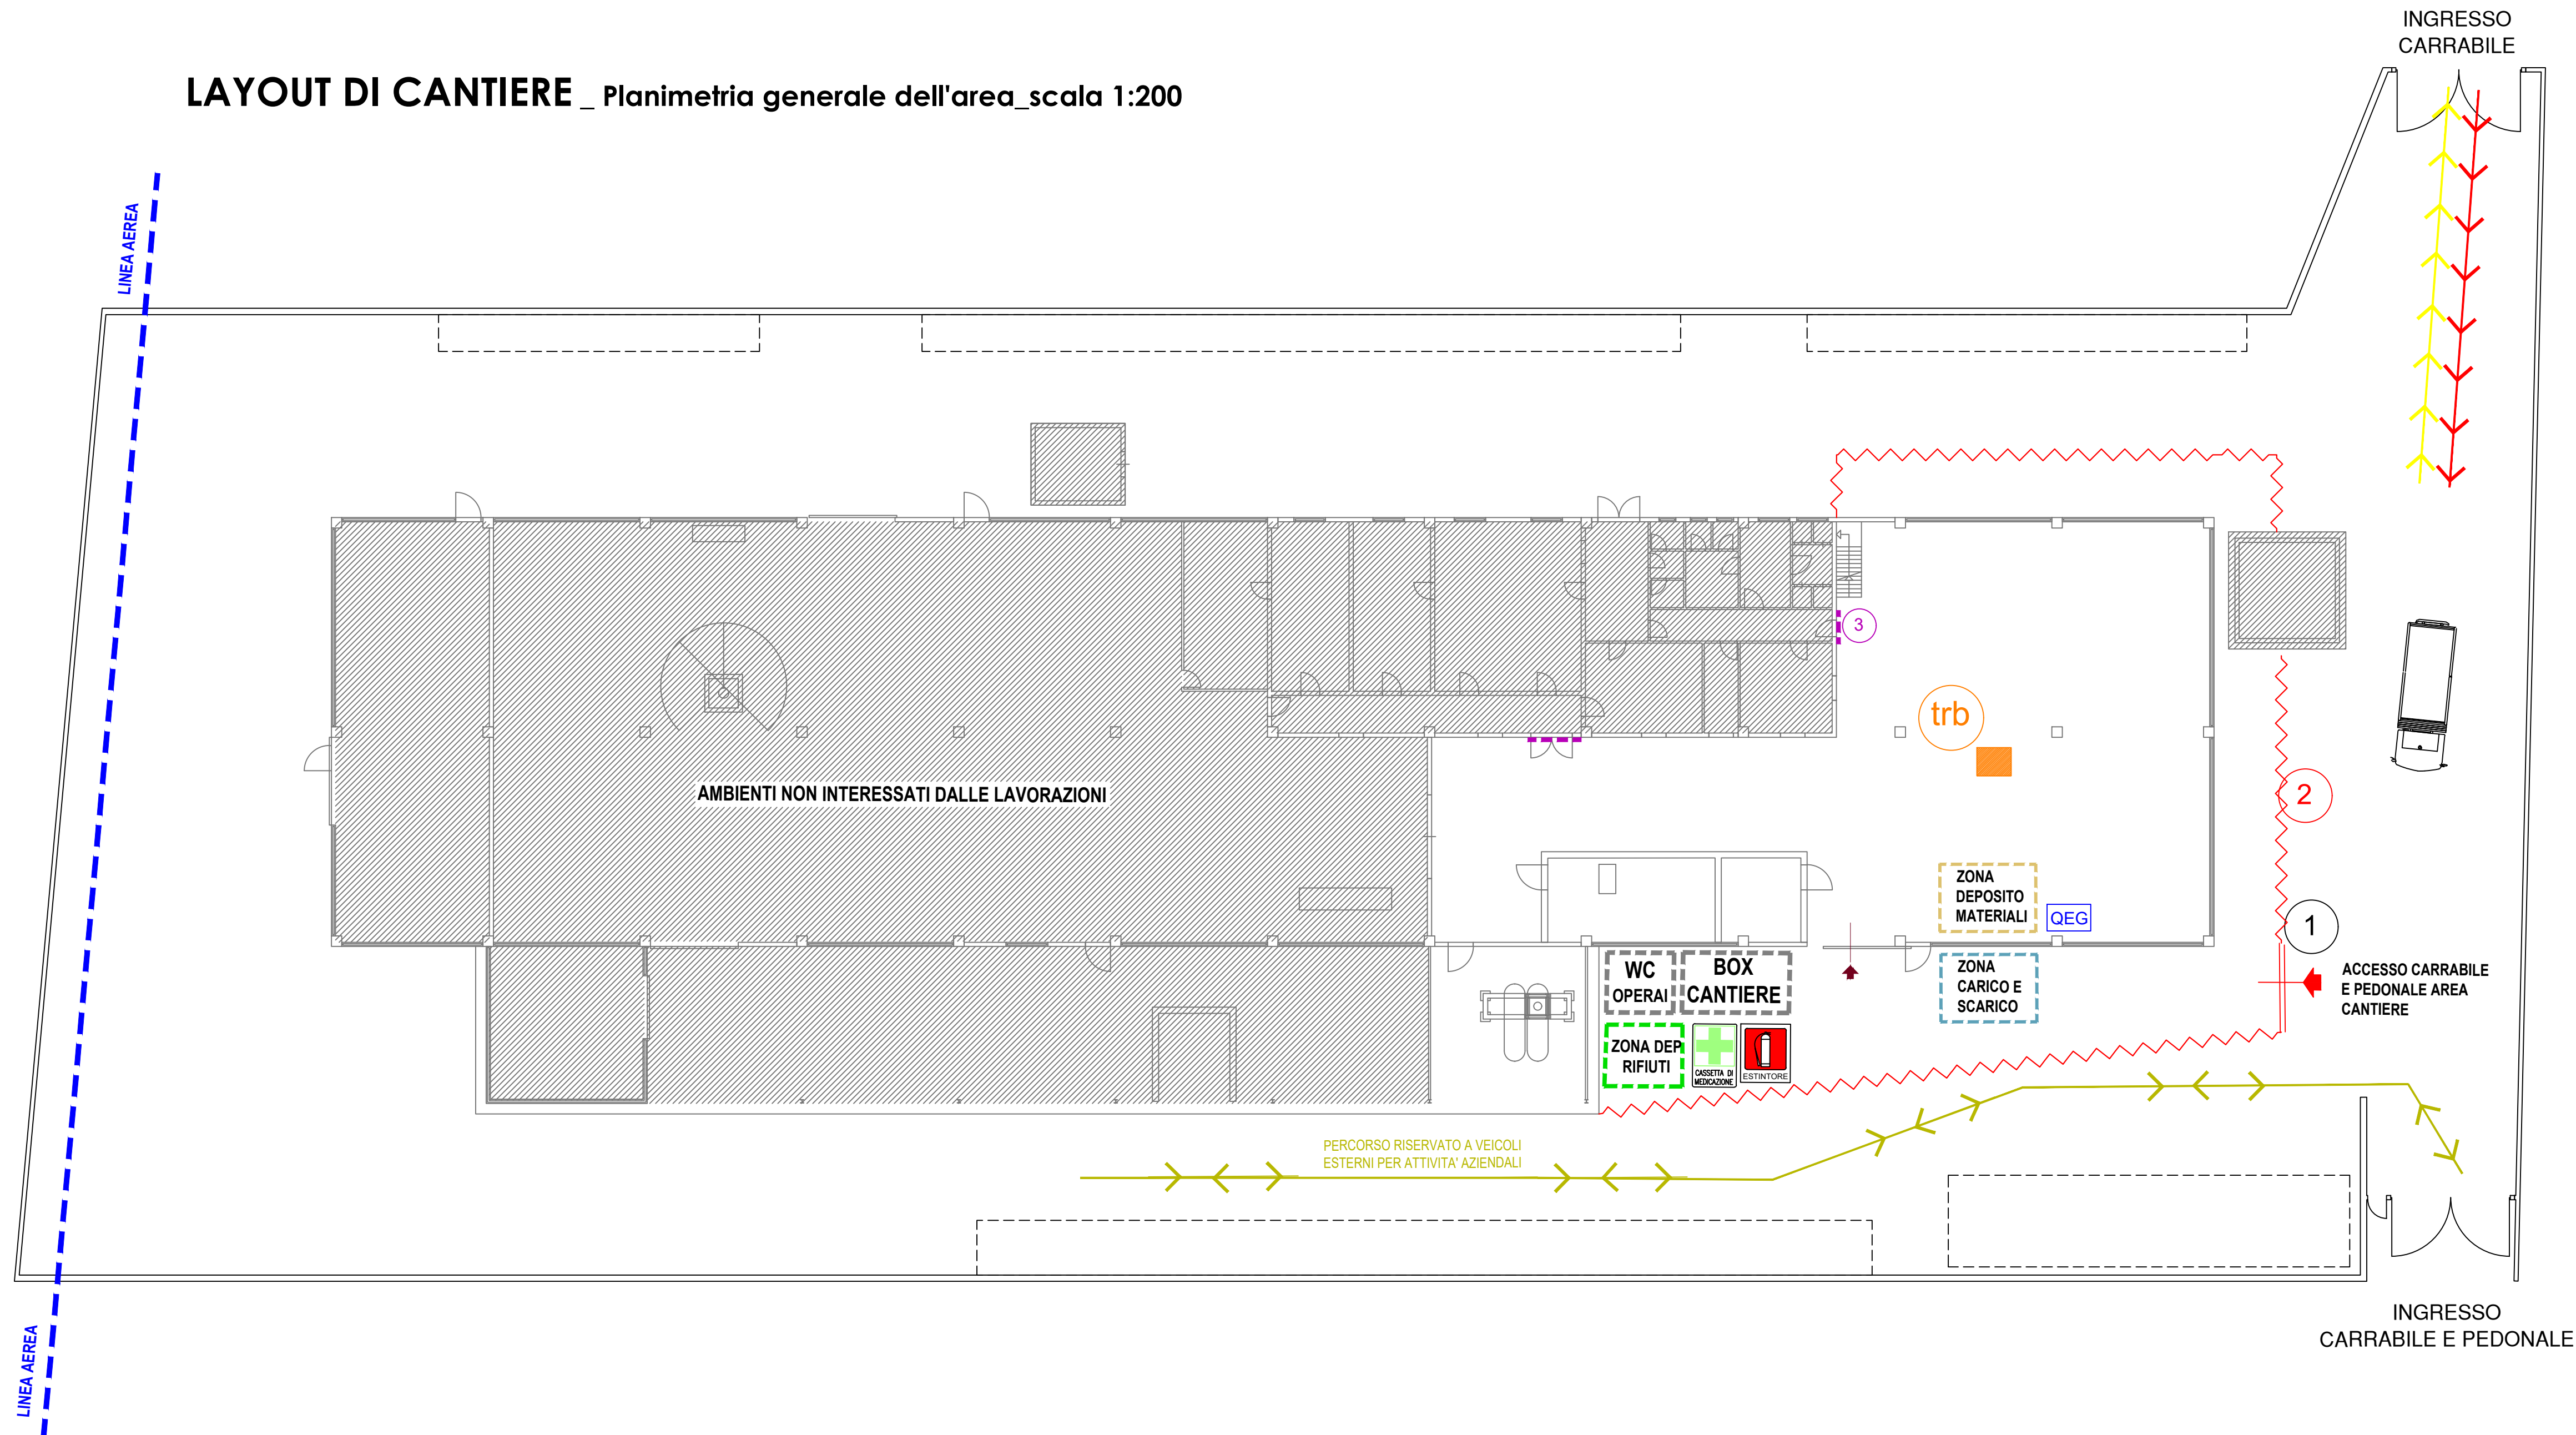 INGRESSO
CARRABILE
LAYOUT DI CANTIERE _ Planimetria generale dell'area_scala 1:200
LINEA AEREA
3
trb
AMBIENTI NON INTERESSATI DALLE LAVORAZIONI
2
ZONA
DEPOSITO
MATERIALI
QEG
1
WC
OPERAI
BOX
CANTIERE
ZONA
CARICO E
SCARICO
ACCESSO CARRABILE
E PEDONALE AREA
CANTIERE
ZONA DEP
RIFIUTI
CASSETTA DI
MEDICAZIONE
ESTINTORE
PERCORSO RISERVATO A VEICOLI
ESTERNI PER ATTIVITA' AZIENDALI
INGRESSO
CARRABILE E PEDONALE
LINEA AEREA